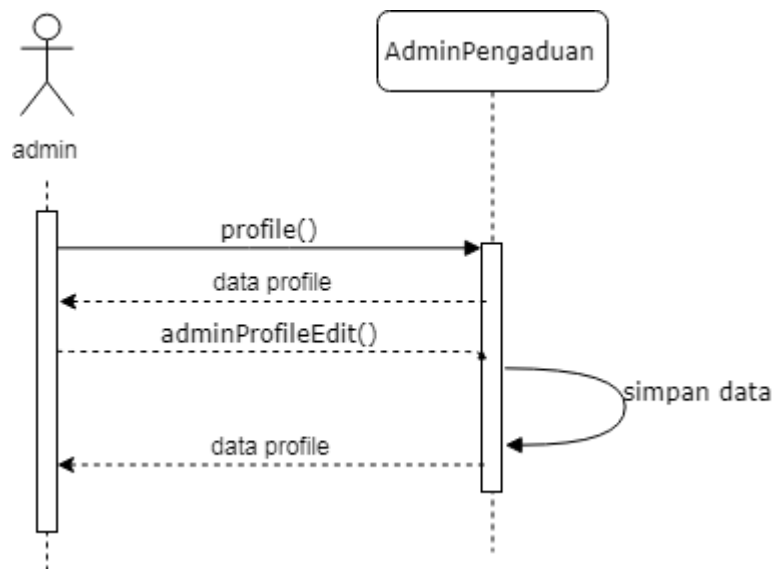 AdminPengaduan
admin
profile()
data profile
adminProfileEdit()
simpan data
data profile